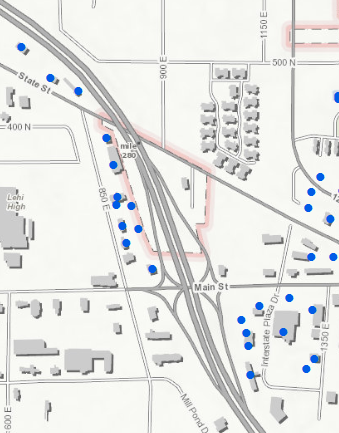 1150 E
500 N
900 E
State St
400 N
mile
280
Lehi
High
850 E
Main St
Interstate Plaza Dr
1350 E
Mill Pond D
600 E